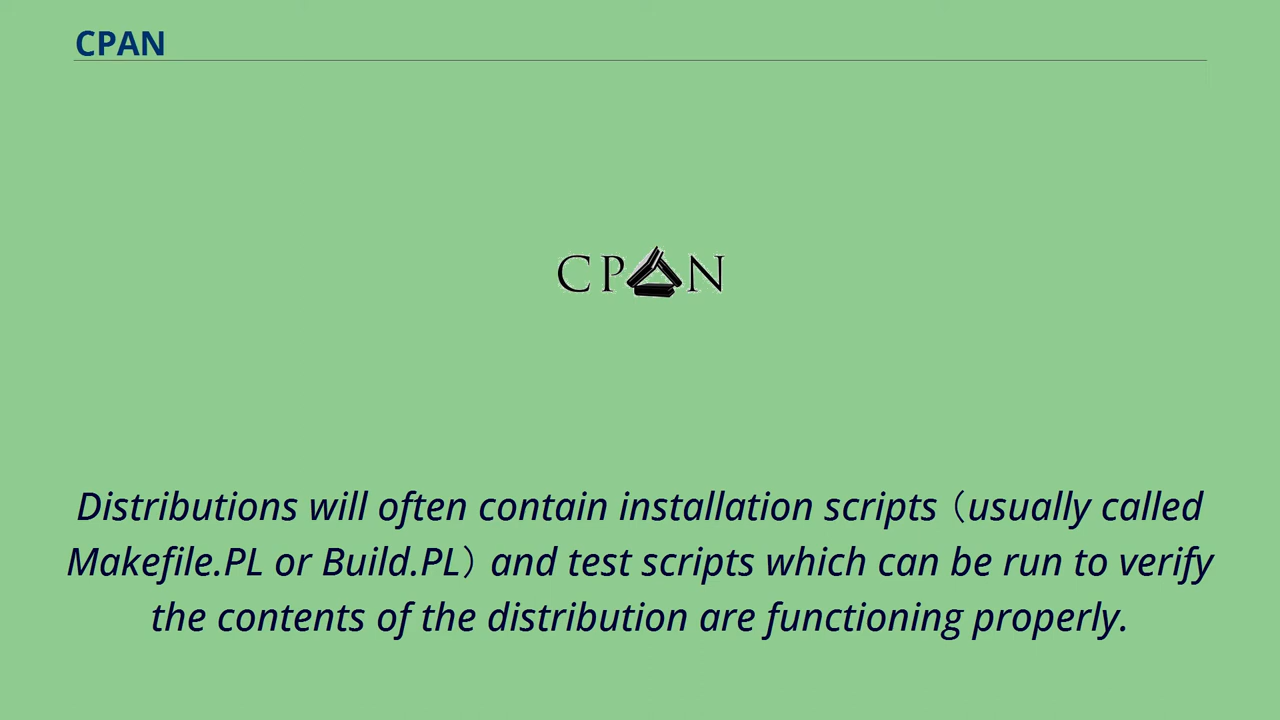 CPAN
CPAN
Distributions will often contain installation scripts (usually called
Makefile.PL or Build.PL) and test scripts which can be run to verify
the contents of the distribution are functioning properly.